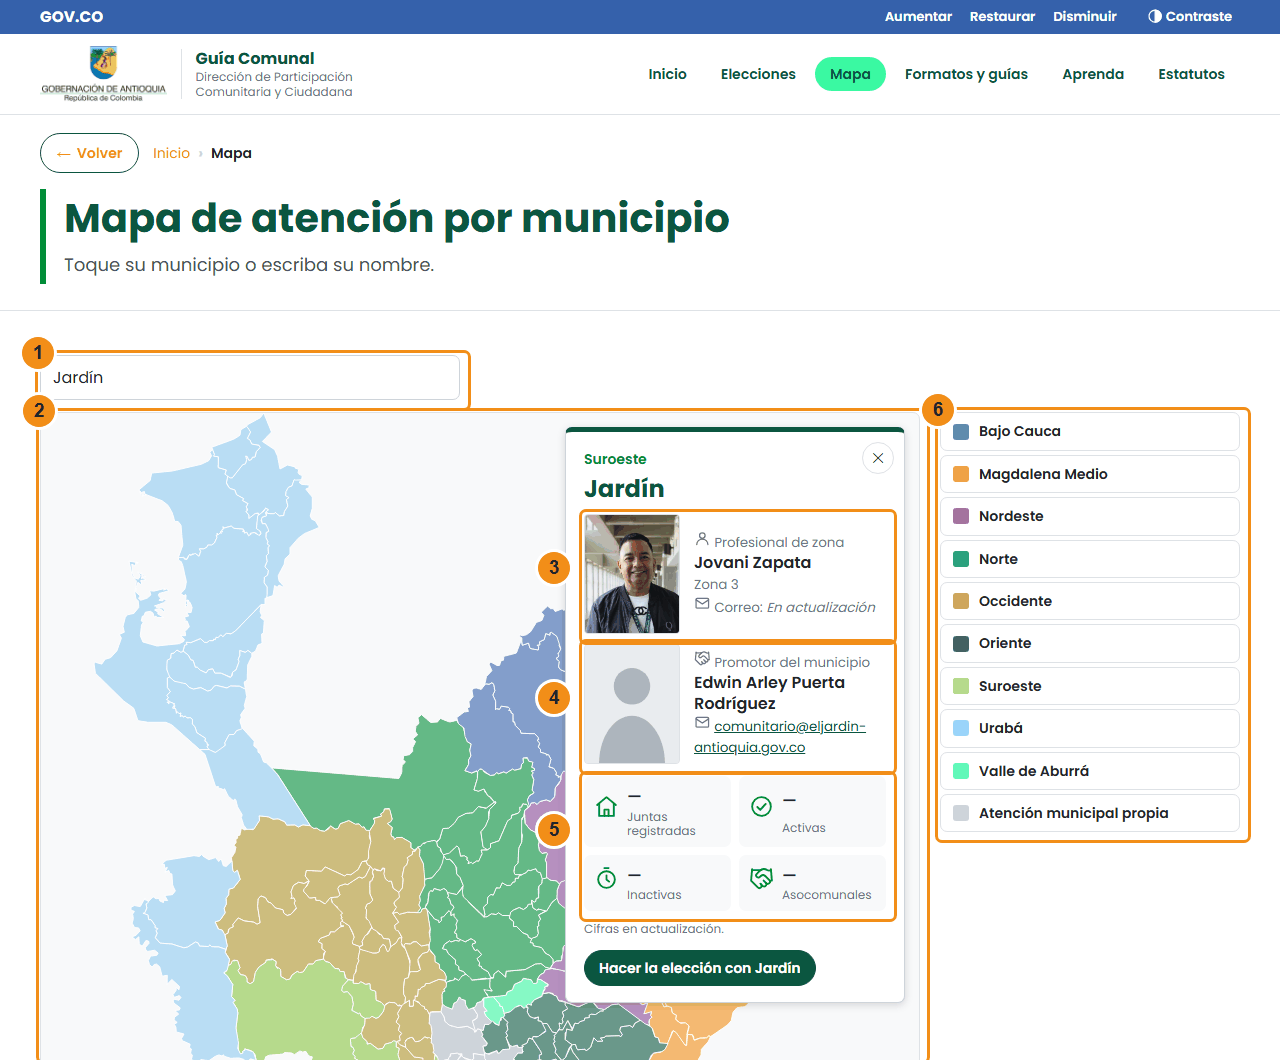 GOV.CO
Aumentar
Restaurar
Disminuir
Contraste
GOBERNACIÓN DE ANTIOQUIA
República de Colombia
Guía Comunal
Dirección de Participación
Comunitaria y Ciudadana
Inicio
Elecciones
Mapa
Formatos y guías
Aprenda
Estatutos
← Volver
Inicio › Mapa
Mapa de atención por municipio
Toque su municipio o escriba su nombre.
1
Jardín
2
Suroeste
Jardín
3
Profesional de zona
Jovani Zapata
Zona 3
Correo: En actualización
4
Promotor del municipio
Edwin Arley Puerta
Rodríguez
comunitario@eljardin-
antioquia.gov.co
5
–
Juntas
registradas
–
Activas
–
Inactivas
–
Asocomunales
Cifras en actualización.
Hacer la elección con Jardín
6
Bajo Cauca
Magdalena Medio
Nordeste
Norte
Occidente
Oriente
Suroeste
Urabá
Valle de Aburrá
Atención municipal propia